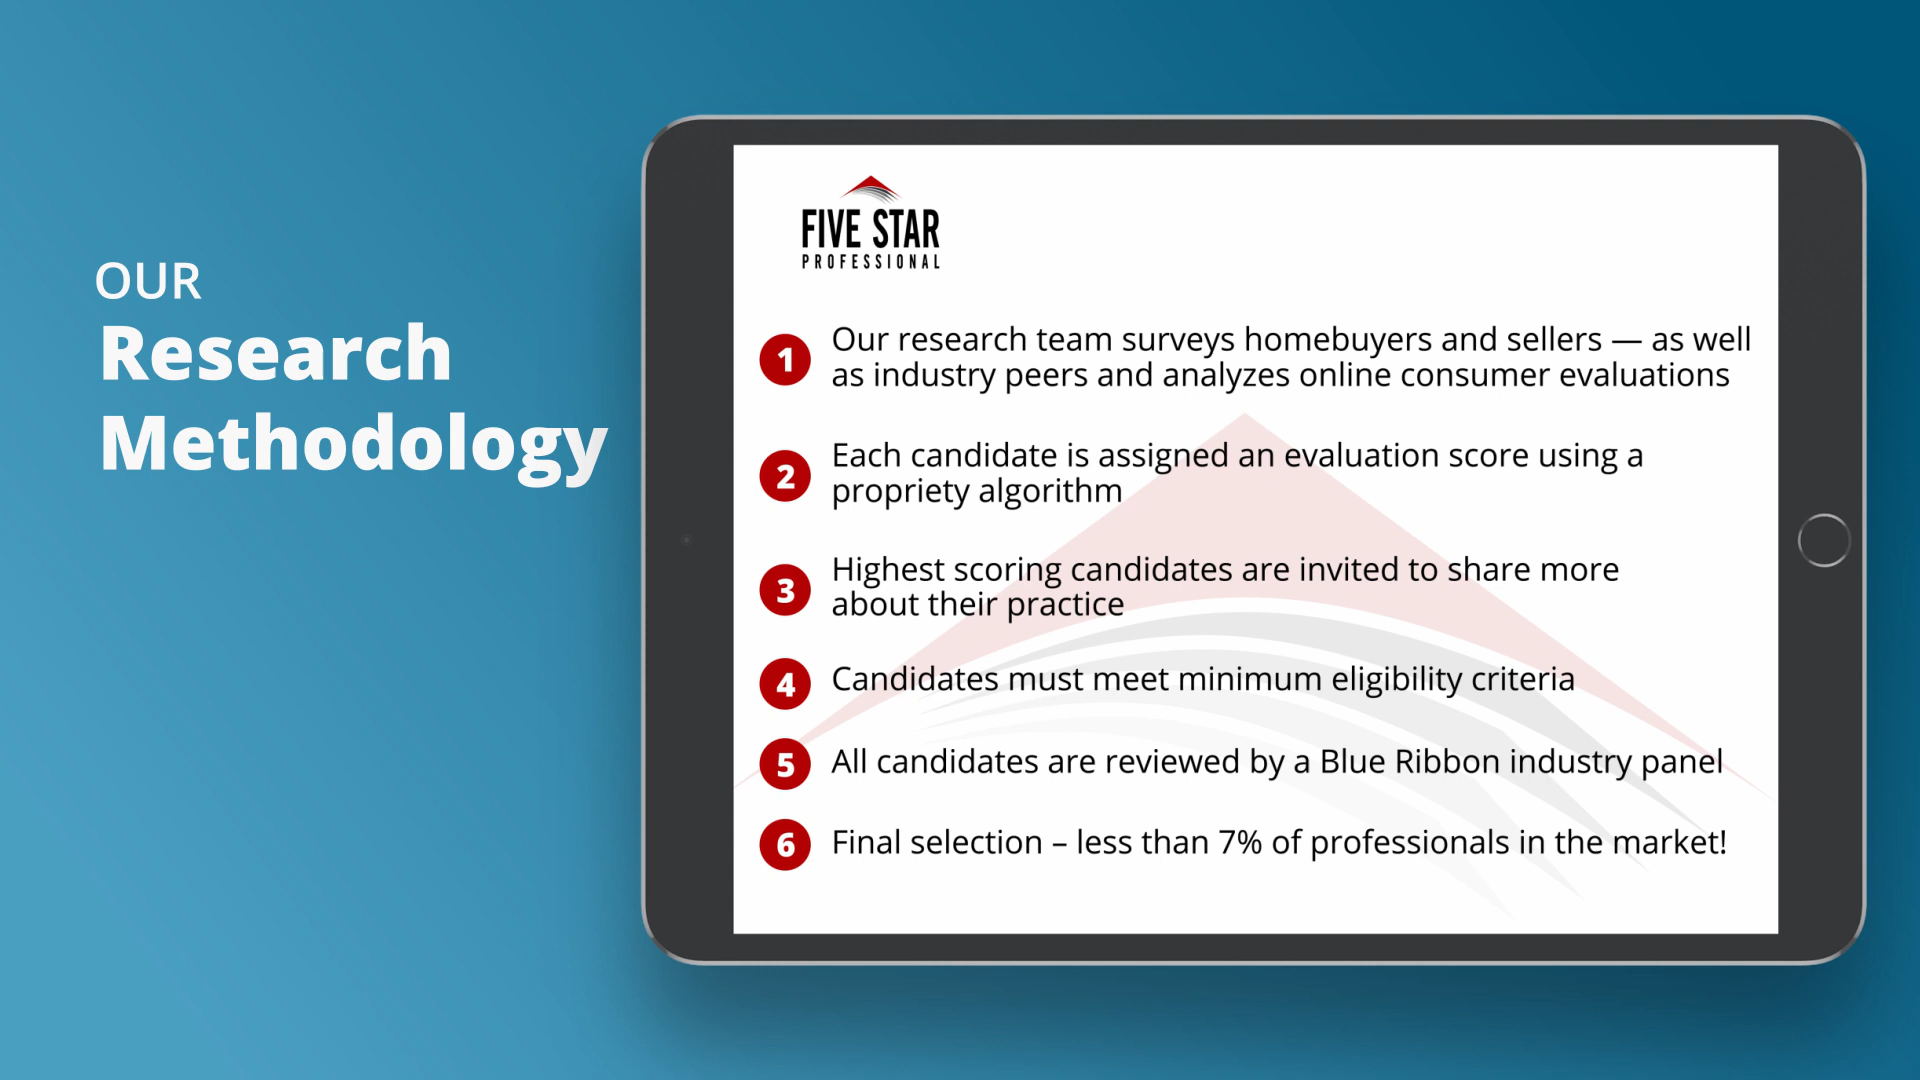 OUR
Research
Methodology
FIVE STAR
PROFESSIONAL
1 Our research team surveys homebuyers and sellers — as well
as industry peers and analyzes online consumer evaluations
2 Each candidate is assigned an evaluation score using a
propriety algorithm
3 Highest scoring candidates are invited to share more
about their practice
4 Candidates must meet minimum eligibility criteria
5 All candidates are reviewed by a Blue Ribbon industry panel
6 Final selection – less than 7% of professionals in the market!